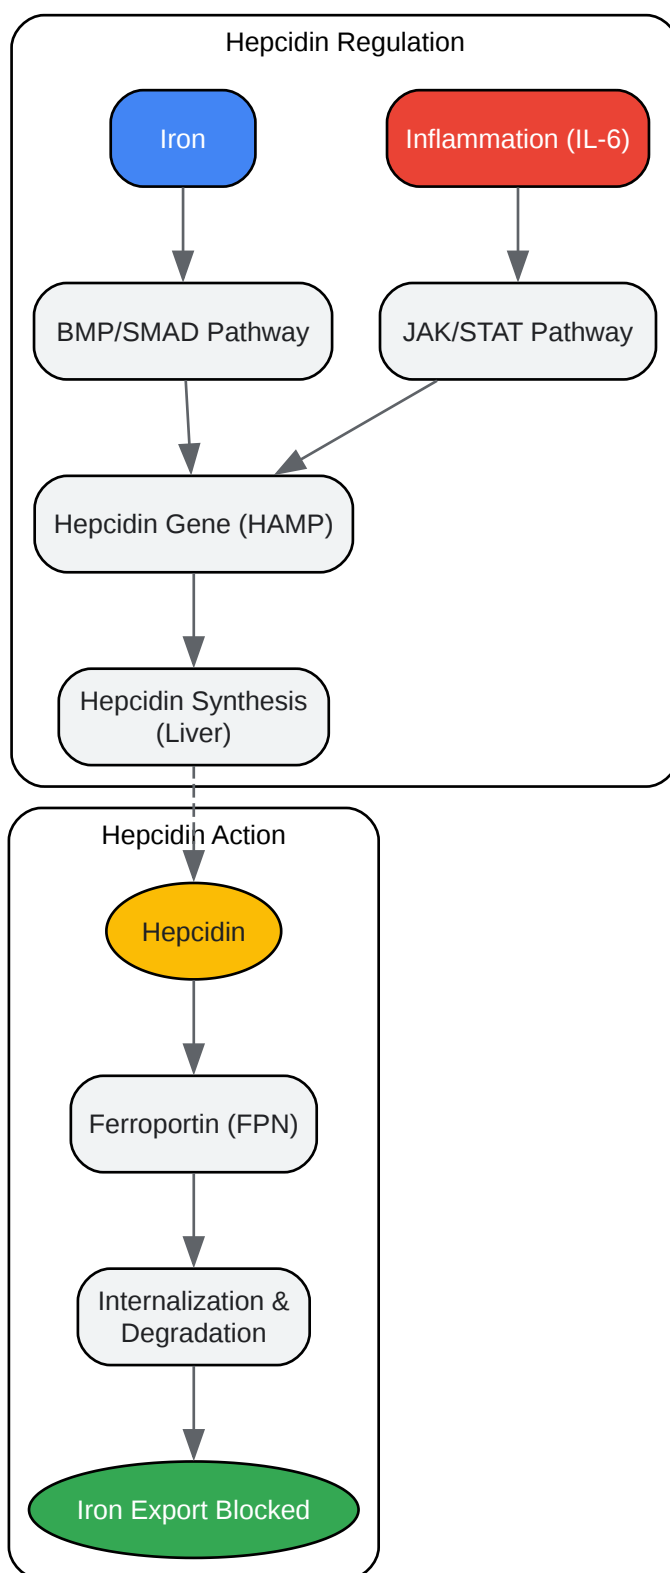 Hepcidin Regulation
Iron
Inflammation (IL-6)
BMP/SMAD Pathway
JAK/STAT Pathway
Hepcidin Gene (HAMP)
Hepcidin Synthesis
(Liver)
Hepcidin Action
Hepcidin
Ferroportin (FPN)
Internalization &
Degradation
Iron Export Blocked